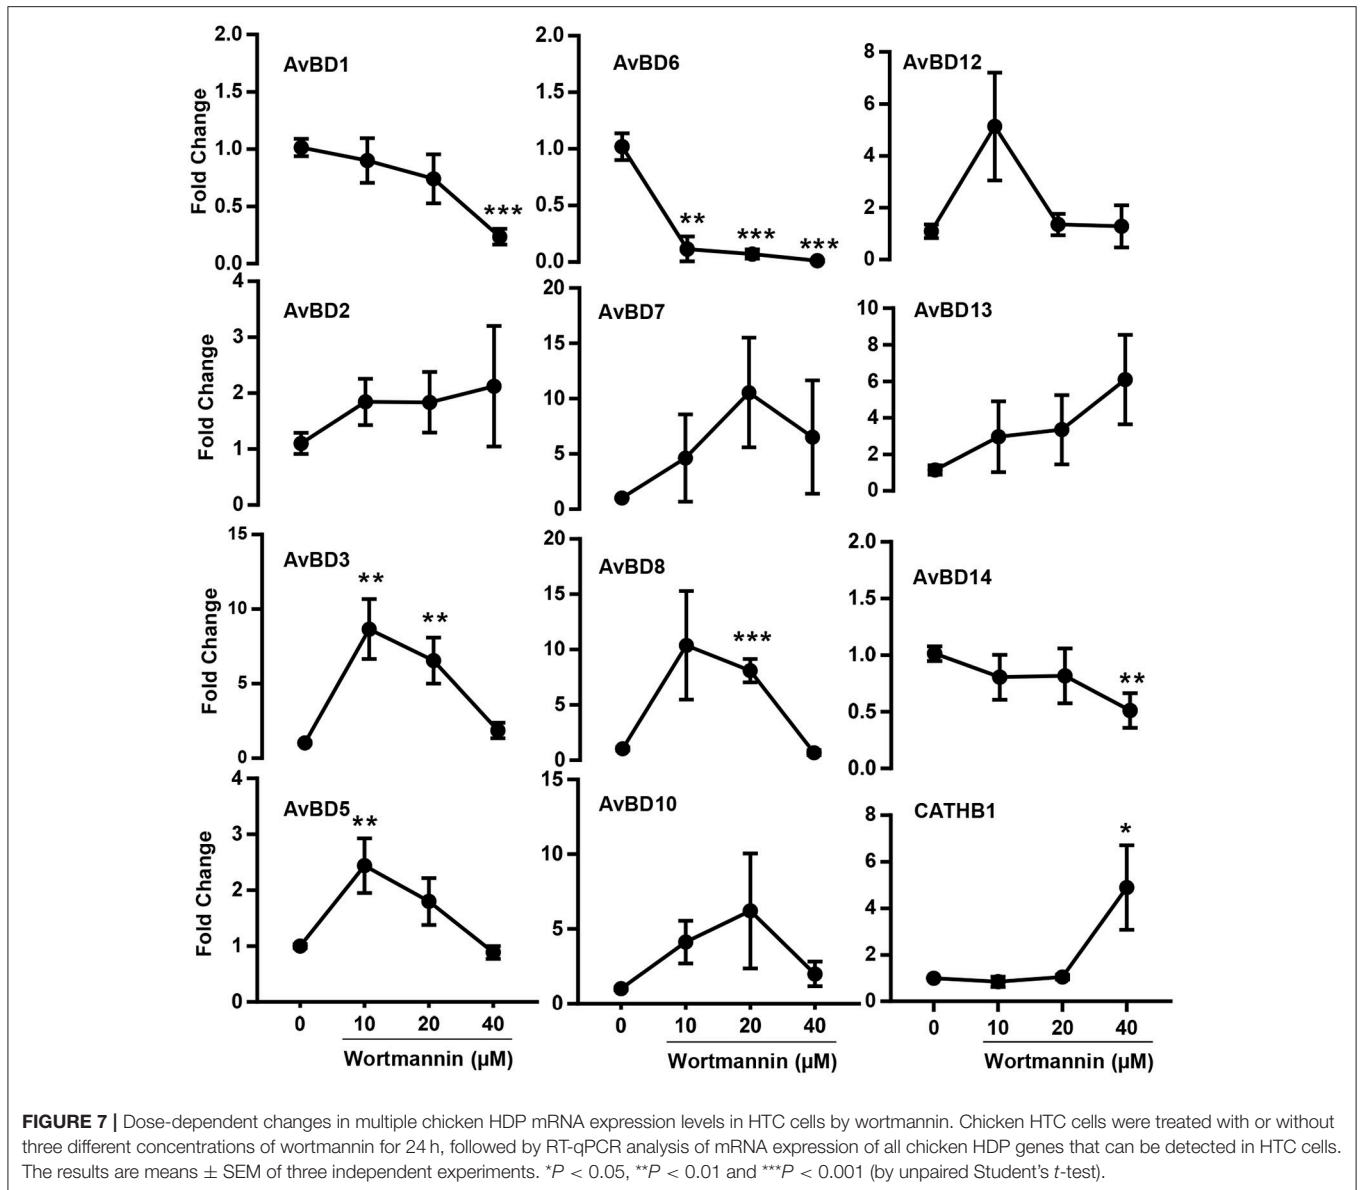 2.0
1.5
1.0
0.5
0.0
Fold Change
AvBD1
***
2.0
1.5
1.0
0.5
0.0
AvBD6
**
***
***
8
6
4
2
0
AvBD12
4
3
2
1
0
Fold Change
AvBD2
20
15
10
5
0
AvBD7
10
8
6
4
2
0
AvBD13
15
10
5
0
Fold Change
AvBD3
**
**
20
15
10
5
0
AvBD8
***
2.0
1.5
1.0
0.5
0.0
AvBD14
**
4
3
2
1
0
Fold Change
AvBD5
**
0 10 20 40
Wortmannin (µM)
15
10
5
0
AvBD10
0 10 20 40
Wortmannin (µM)
8
6
4
2
0
CATHB1
*
0 10 20 40
Wortmannin (µM)
FIGURE 7 | Dose-dependent changes in multiple chicken HDP mRNA expression levels in HTC cells by wortmannin. Chicken HTC cells were treated with or without
three different concentrations of wortmannin for 24 h, followed by RT-qPCR analysis of mRNA expression of all chicken HDP genes that can be detected in HTC cells.
The results are means ± SEM of three independent experiments. *P < 0.05, **P < 0.01 and ***P < 0.001 (by unpaired Student's t-test).